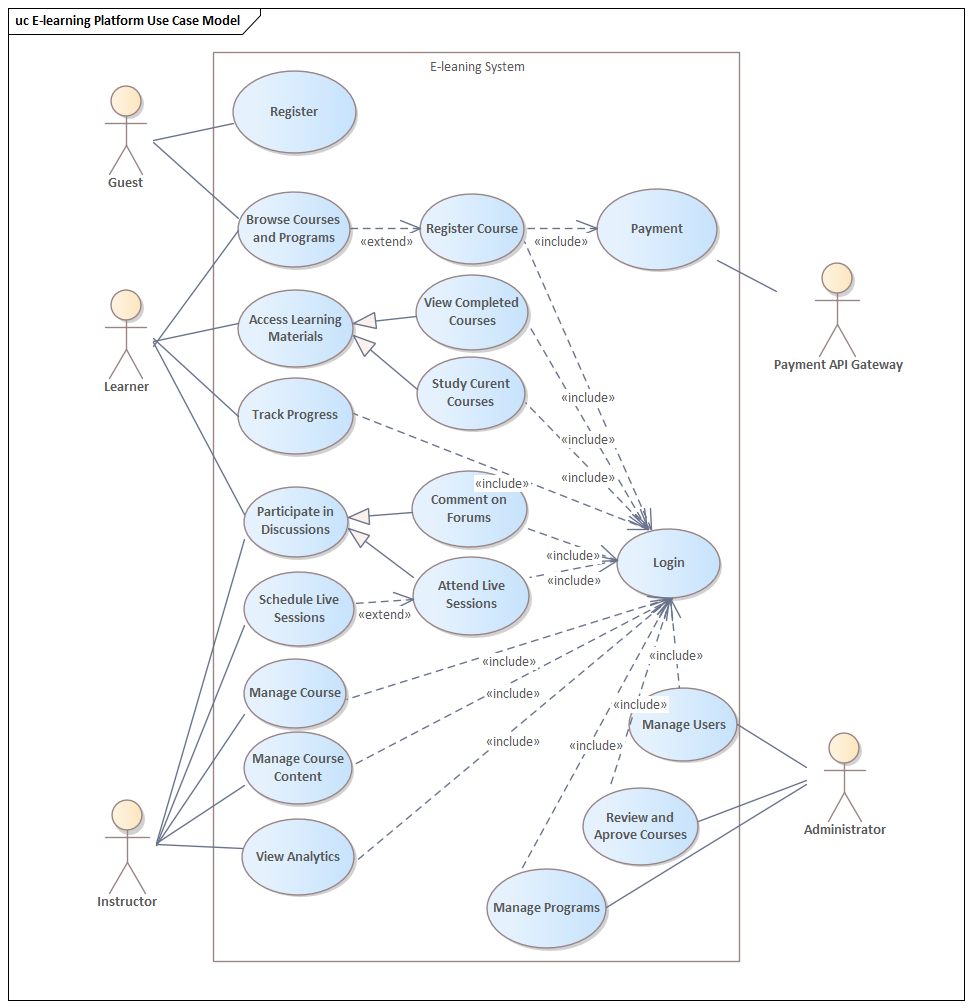 uc E-learning Platform Use Case Model
E-leaning System
Register
Guest
Browse Courses
and Programs
«extend»
Register Course
«include»
Payment
Payment API Gateway
Learner
Access Learning
Materials
View Completed
Courses
Study Curent
Courses
Track Progress
«include»
«include»
«include»
«include»
Participate in
Discussions
Comment on
Forums
«include»
«include»
Login
Schedule Live
Sessions
«extend»
Attend Live
Sessions
Manage Course
«include»
«include»
Manage Course
Content
«include»
«include»
«include»
«include»
Manage Users
View Analytics
Instructor
Review and
Aprove Courses
Administrator
Manage Programs